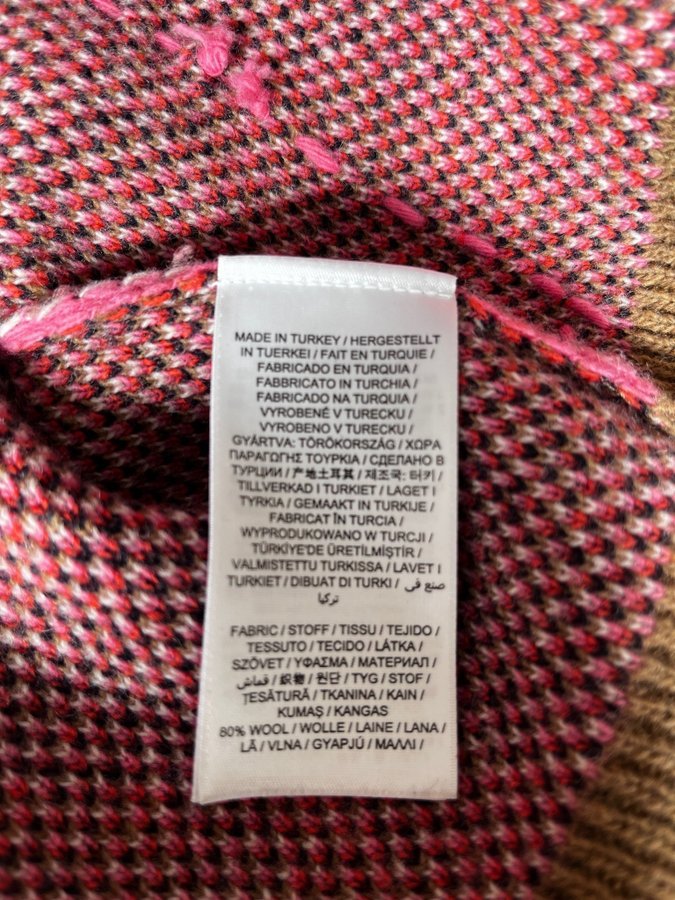 MADE IN TURKEY / HERGESTELLT
IN TUERKEI / FAIT EN TURQUIE /
FABRICADO EN TURQUIA /
FABBRICATO IN TURCHIA /
FABRICADO NA TURQUIA /
VYROBENÉ V TURECKU /
VYROBENO V TURECKU /
GYÁRTVA: TÖRÖKORSZÁG / ΧΩΡΑ
ΠΑΡΑΓΩΓΗΣ ΤΟΥΡΚΙΑ / СДЕЛАНО В
ТУРЦИИ / 产地土耳其 / 제조국: 터키 /
TILLVERKAD I TURKIET / LAGET I
TYRKIA / GEMAAKT IN TURKIJE /
FABRICAT ÎN TURCIA /
WYPRODUKOWANO W TURCJI /
TÜRKİYE'DE ÜRETİLMİŞTİR /
VALMISTETTU TURKISSA / LAVET I
TURKIET / DIBUAT DI TURKI / صنع في
تركيا
FABRIC / STOFF / TISSU / TEJIDO /
TESSUTO / TECIDO / LÁTKA /
SZÖVET / ΥΦΑΣΜΑ / МАТЕРИАЛ /
قماش / 織物 / 원단 / TYG / STOF /
ŢESĂTURĂ / TKANINA / KAIN /
KUMAŞ / KANGAS
80% WOOL / WOLLE / LAINE / LANA /
LÃ / VLNA / GYAPJÚ / ΜΑΛΛΙ /